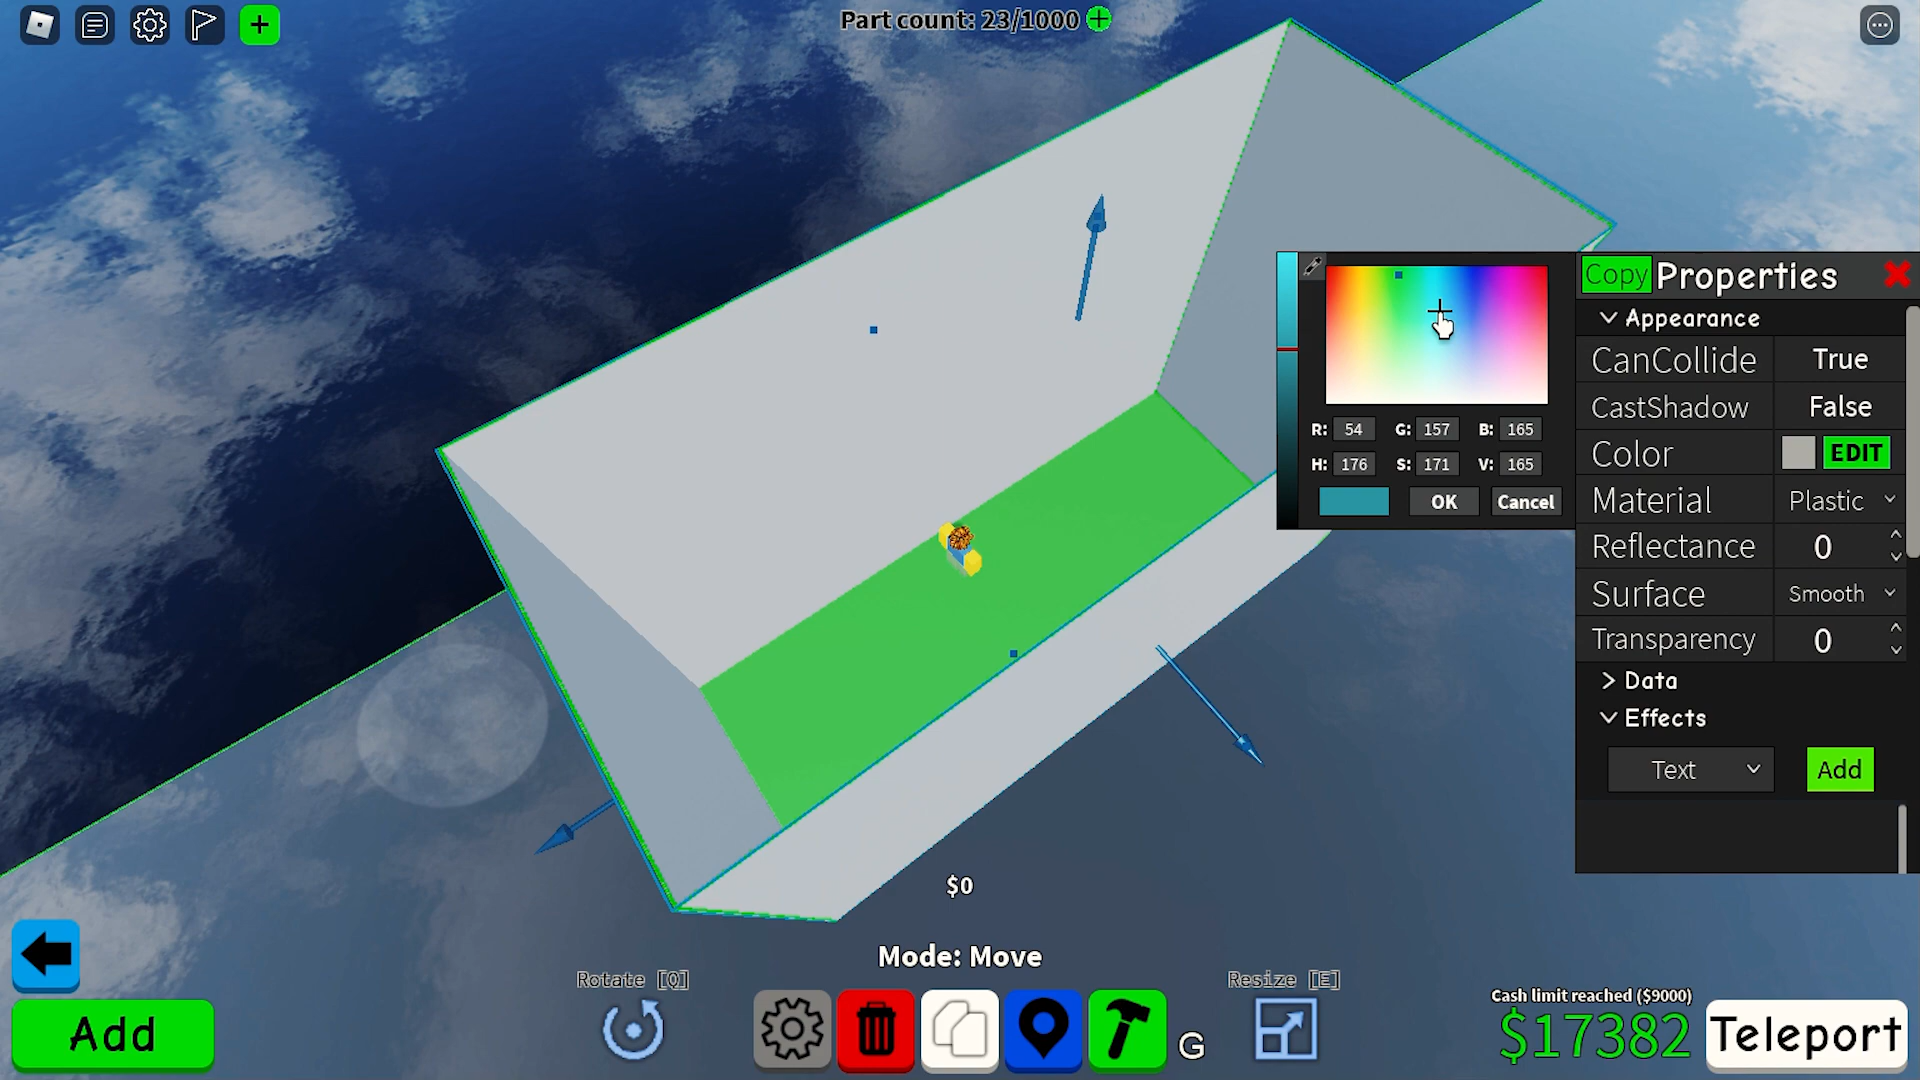 Part count: 23/1000
Copy Properties
Appearance
CanCollide True
CastShadow False
Color EDIT
Material Plastic
Reflectance 0
Surface Smooth
Transparency 0
Data
Effects
Text Add
R: 54 G: 157 B: 165
H: 176 S: 171 V: 165
OK Cancel
$0
Mode: Move
Rotate [Q]
Resize [E]
G
Add
Cash limit reached ($9000)
$17382
Teleport